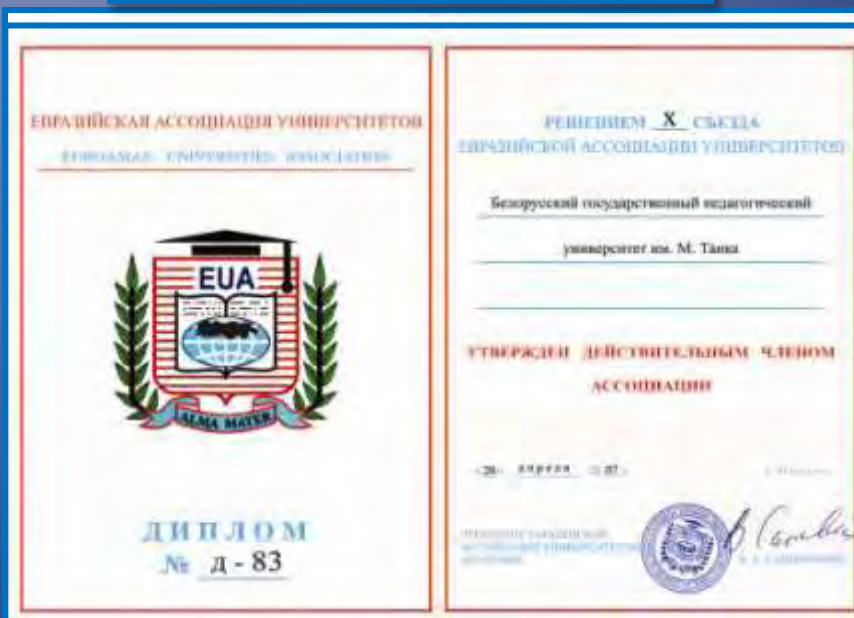 ЕВРАЗИЙСКАЯ АССОЦИАЦИЯ УНИВЕРСИТЕТОВ
EURASIAN UNIVERSITIES ASSOCIATION
EUA
ALMA MATER
ДИПЛОМ
№ Д - 83
РЕШЕНИЕМ X СЪЕЗДА
ЕВРАЗИЙСКОЙ АССОЦИАЦИИ УНИВЕРСИТЕТОВ
Белорусский государственный педагогический
университет им. М. Танка
УТВЕРЖДЕН ДЕЙСТВИТЕЛЬНЫМ ЧЛЕНОМ
АССОЦИАЦИИ
апреля